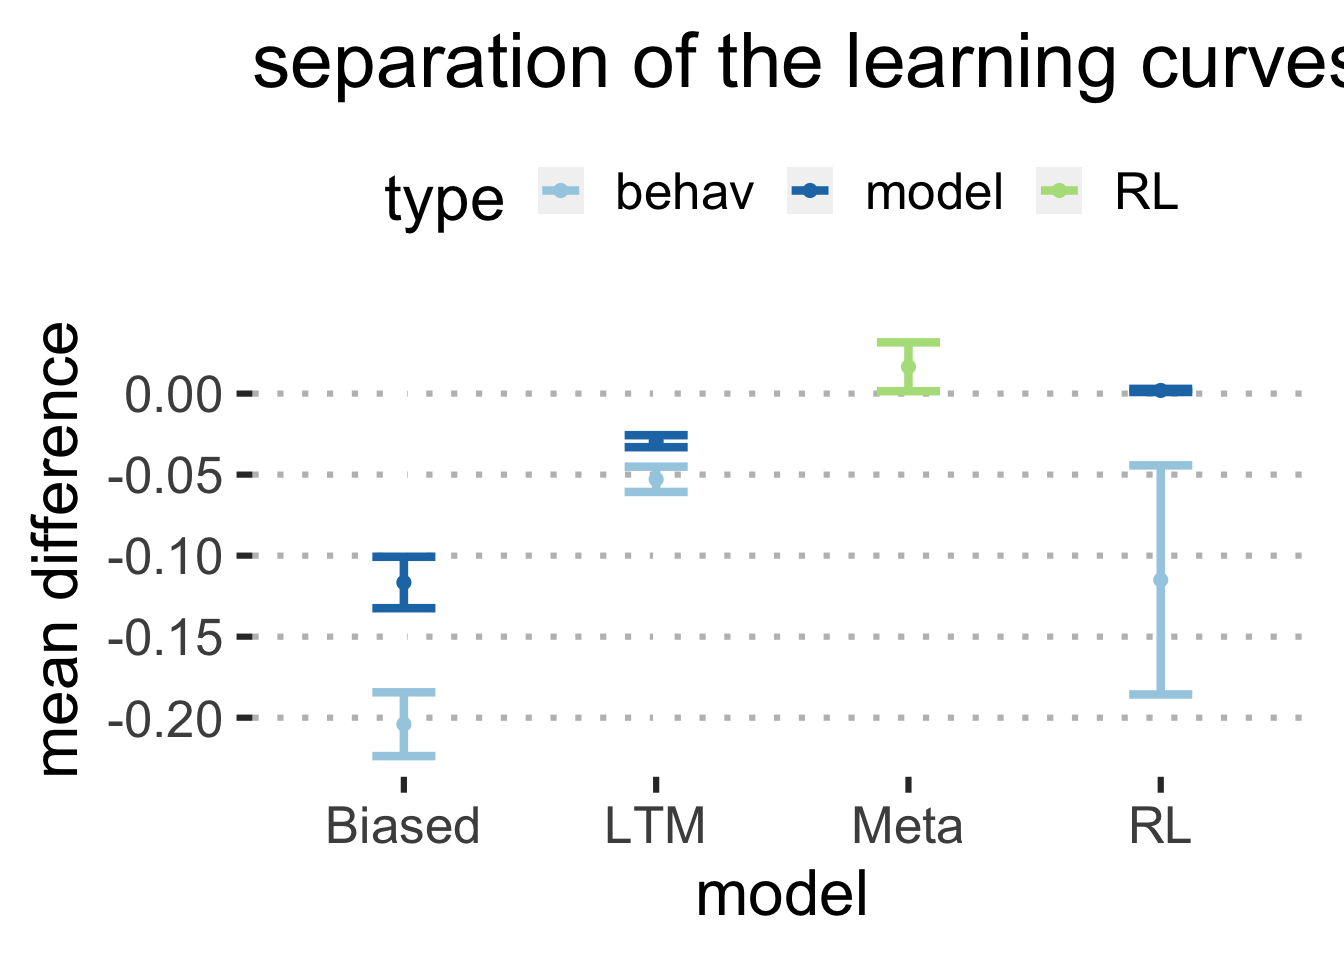 separation of the learning curves
type behav model RL
mean difference
0.00
-0.05
-0.10
-0.15
-0.20
Biased LTM Meta RL
model